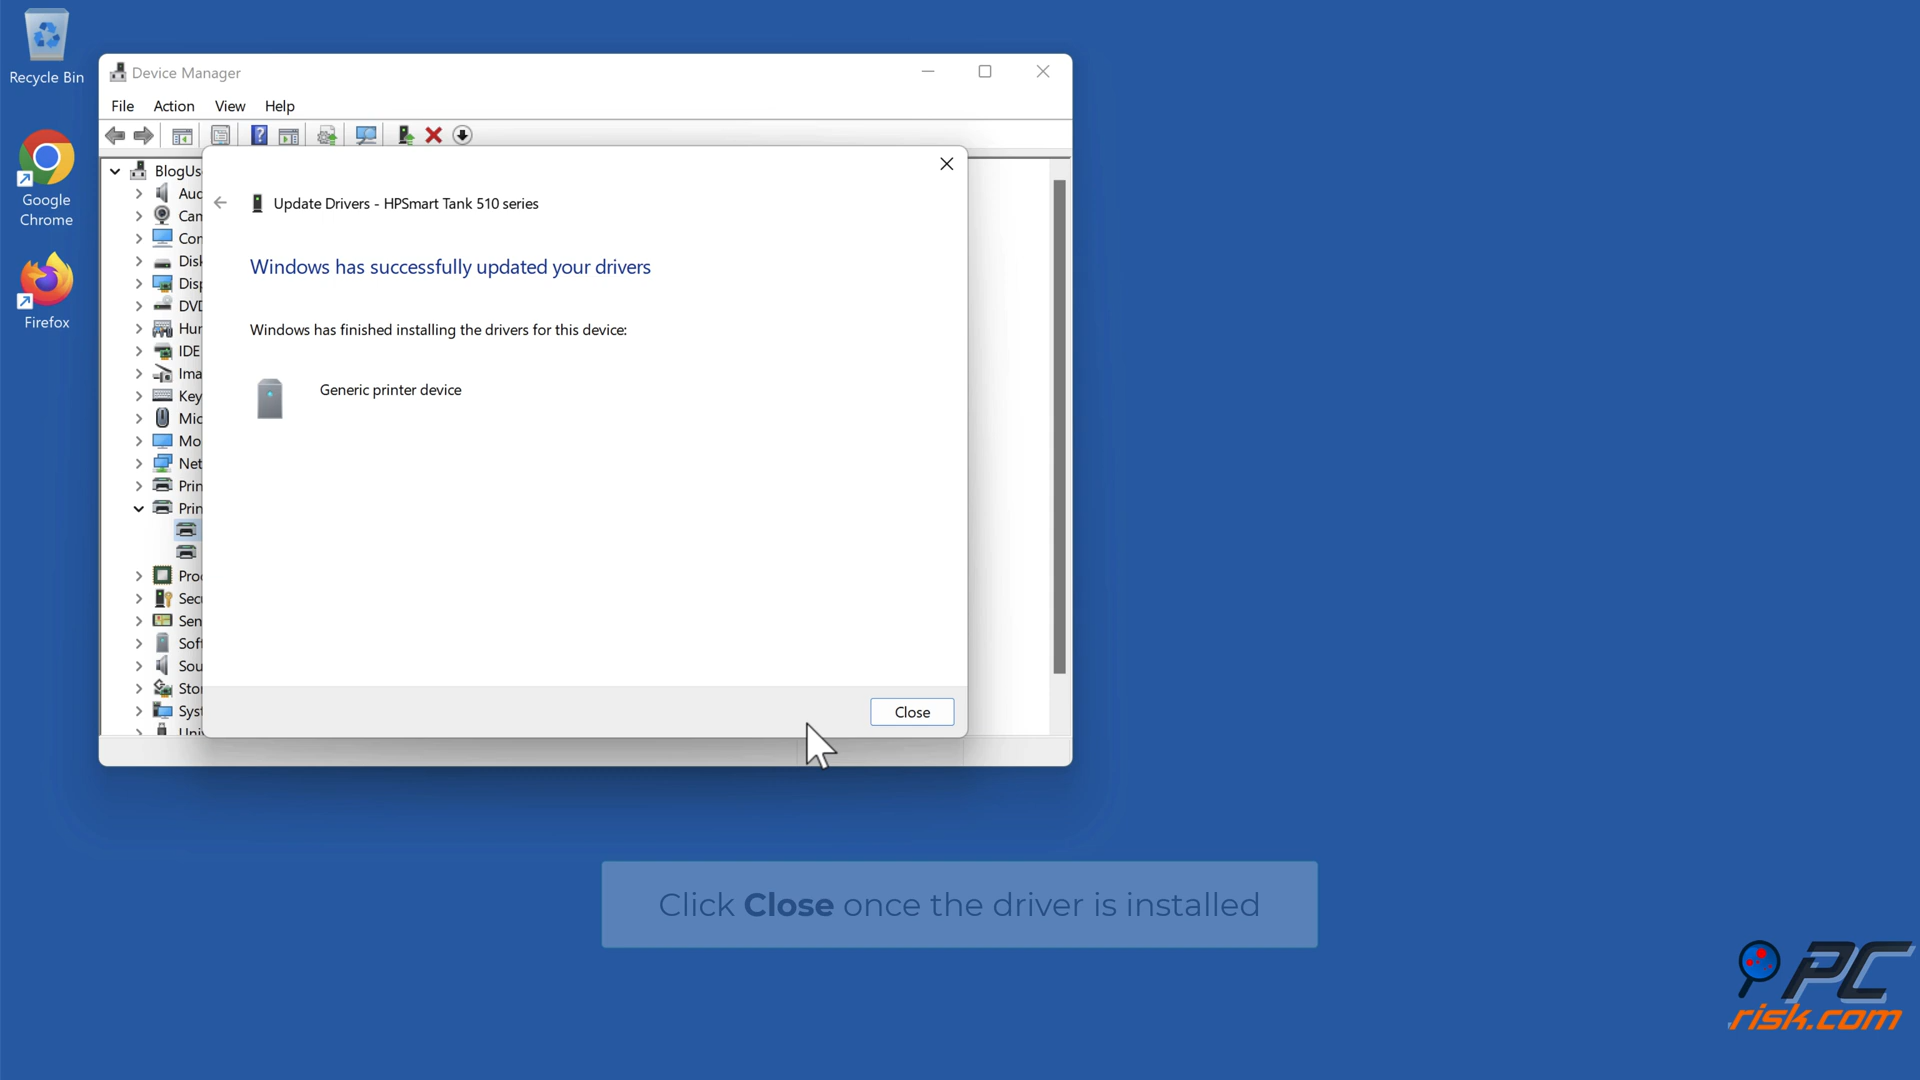 Recycle Bin
Google
Chrome
Firefox
Device Manager
File Action View Help
BlogUs
Auc
Can
Con
Disk
Disp
DVD
Hur
IDE
Ima
Key
Mic
Mo
Net
Prin
Prin
Proc
Secu
Sen
Soft
Sou
Stor
Syst
Update Drivers - HPSmart Tank 510 series
Windows has successfully updated your drivers
Windows has finished installing the drivers for this device:
Generic printer device
Close
Click Close once the driver is installed
PC
risk.com